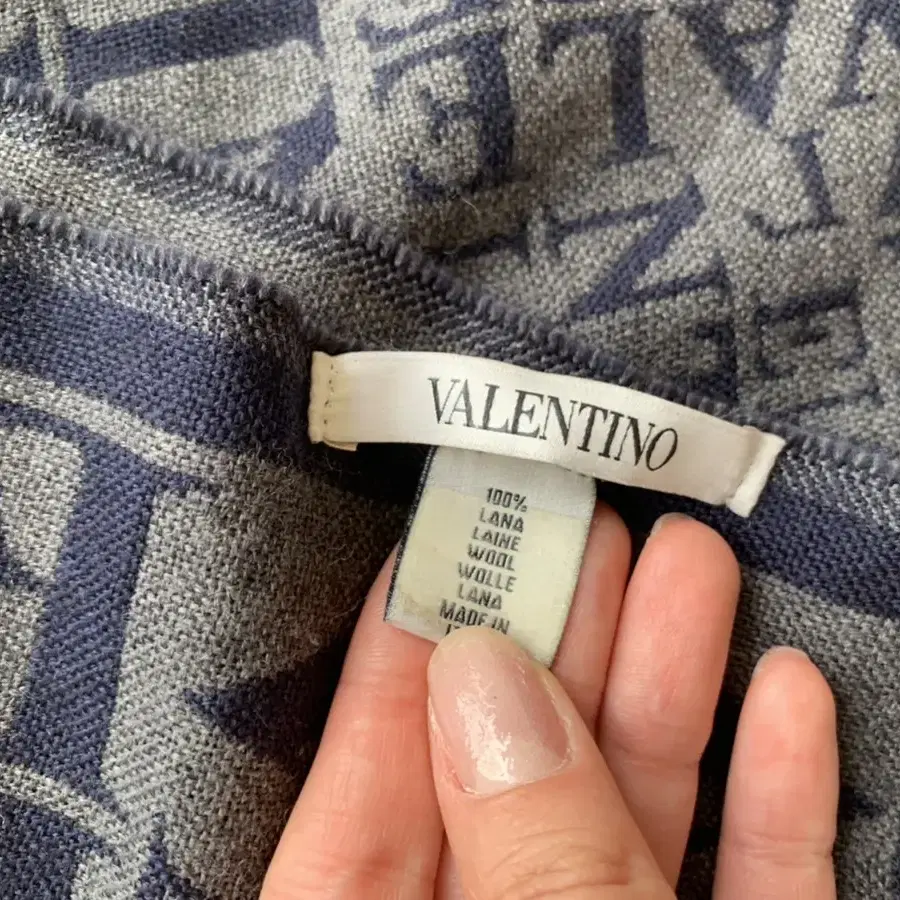 VALENTINO
100%
LANA
LAINE
WOOL
WOLLE
LANA
MADE IN